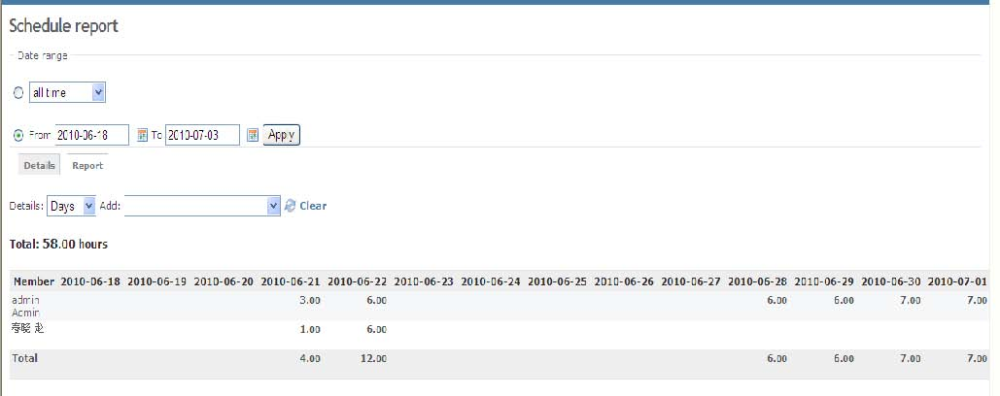 Schedule report
Date range
all time
From 2010-06-18 To 2010-07-03 Apply
Details Report
Details: Days Add: Clear
Total: 58.00 hours
Member 2010-06-18 2010-06-19 2010-06-20 2010-06-21 2010-06-22 2010-06-23 2010-06-24 2010-06-25 2010-06-26 2010-06-27 2010-06-28 2010-06-29 2010-06-30 2010-07-01
admin 3.00 6.00 6.00 6.00 7.00 7.00
Admin
春晓 赵 1.00 6.00
Total 4.00 12.00 6.00 6.00 7.00 7.00